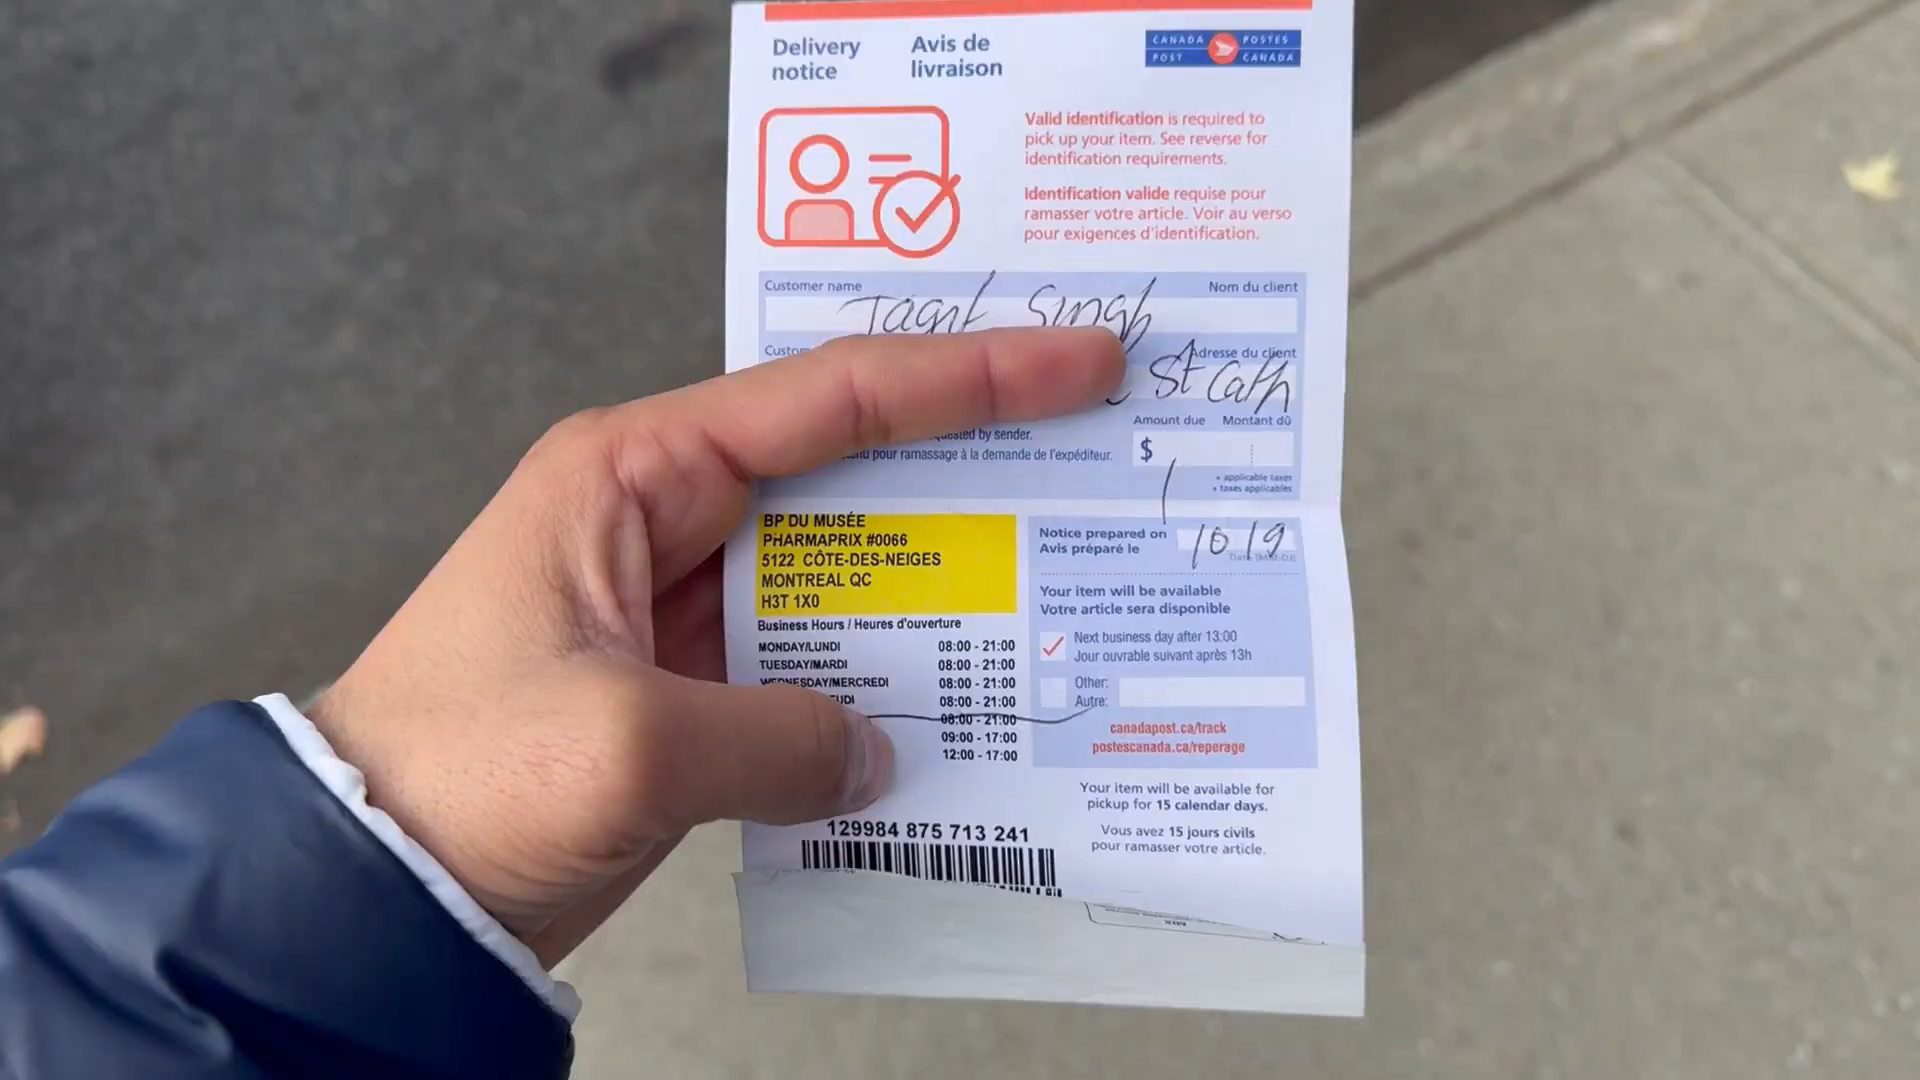 Delivery notice
Avis de livraison
CANADA POST
POSTES CANADA
Valid identification is required to
pick up your item. See reverse for
identification requirements.
Identification valide requise pour
ramasser votre article. Voir au verso
pour exigences d'identification.
Customer name
Nom du client
Singh
Adresse du client
St Cath
Amount due
Montant dû
$
by sender.
pour ramassage à la demande de l'expéditeur.
+ applicable taxes
+ taxes applicables
BP DU MUSÉE
PHARMAPRIX #0066
5122 CÔTE-DES-NEIGES
MONTREAL QC
H3T 1X0
Business Hours / Heures d'ouverture
MONDAY/LUNDI 08:00 - 21:00
TUESDAY/MARDI 08:00 - 21:00
WEDNESDAY/MERCREDI 08:00 - 21:00
08:00 - 21:00
08:00 - 21:00
09:00 - 17:00
12:00 - 17:00
129984 875 713 241
Notice prepared on
Avis préparé le
10 19
Your item will be available
Votre article sera disponible
Next business day after 13:00
Jour ouvrable suivant après 13h
Other:
Autre:
canadapost.ca/track
postescanada.ca/reperage
Your item will be available for
pickup for 15 calendar days.
Vous avez 15 jours civils
pour ramasser votre article.